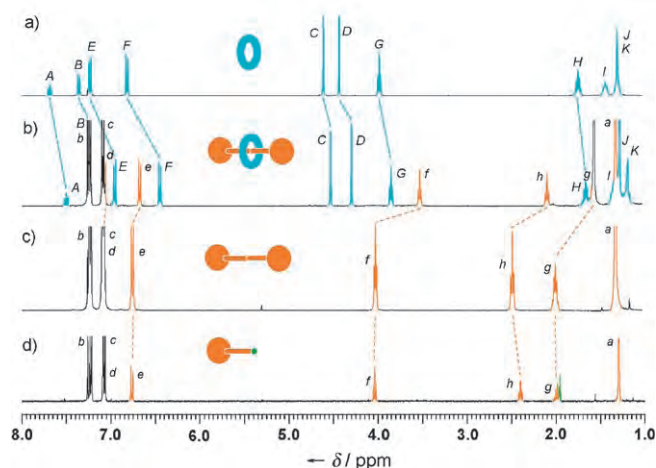 a)
A B E F C D G H I J
K
b)
B b c d A E e F C D G f h H g a I J K
c)
b c d e f h g a
d)
b c d e f h g a
8.0 7.0 6.0 5.0 4.0 3.0 2.0 1.0
← δ / ppm